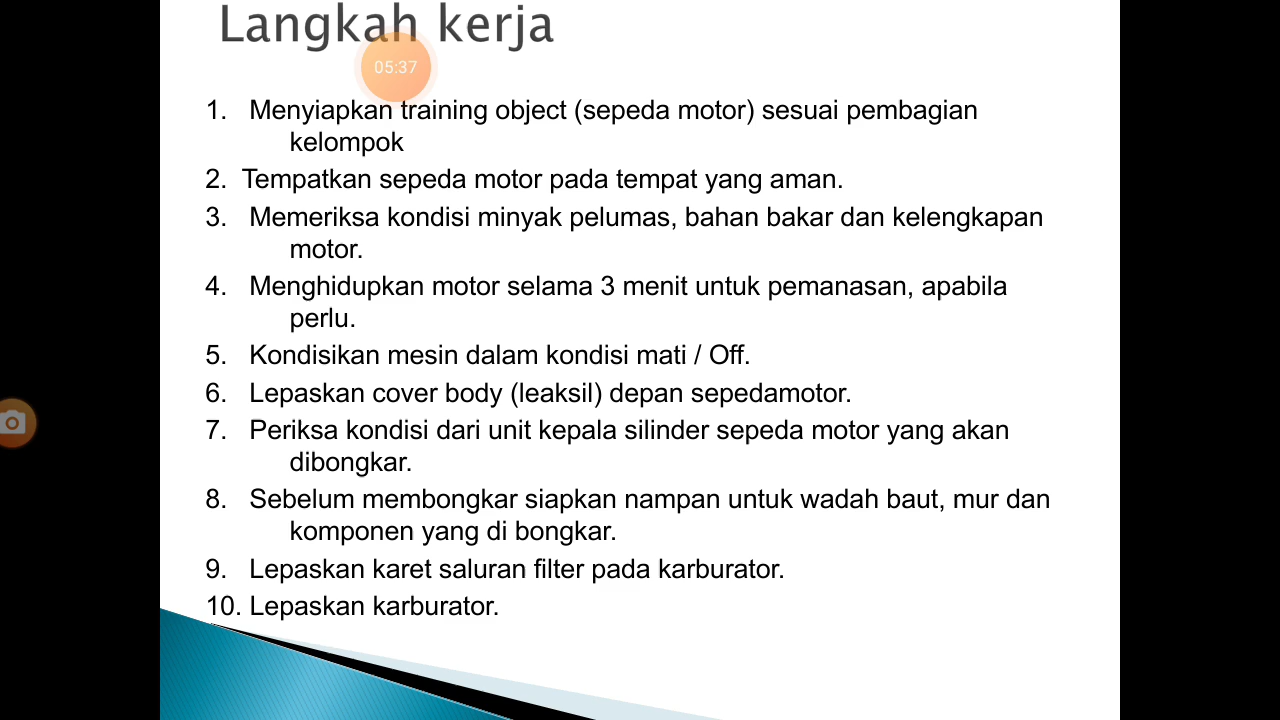 Langkah kerja
05:37
1. Menyiapkan training object (sepeda motor) sesuai pembagian
kelompok
2. Tempatkan sepeda motor pada tempat yang aman.
3. Memeriksa kondisi minyak pelumas, bahan bakar dan kelengkapan
motor.
4. Menghidupkan motor selama 3 menit untuk pemanasan, apabila
perlu.
5. Kondisikan mesin dalam kondisi mati / Off.
6. Lepaskan cover body (leaksil) depan sepedamotor.
7. Periksa kondisi dari unit kepala silinder sepeda motor yang akan
dibongkar.
8. Sebelum membongkar siapkan nampan untuk wadah baut, mur dan
komponen yang di bongkar.
9. Lepaskan karet saluran filter pada karburator.
10. Lepaskan karburator.